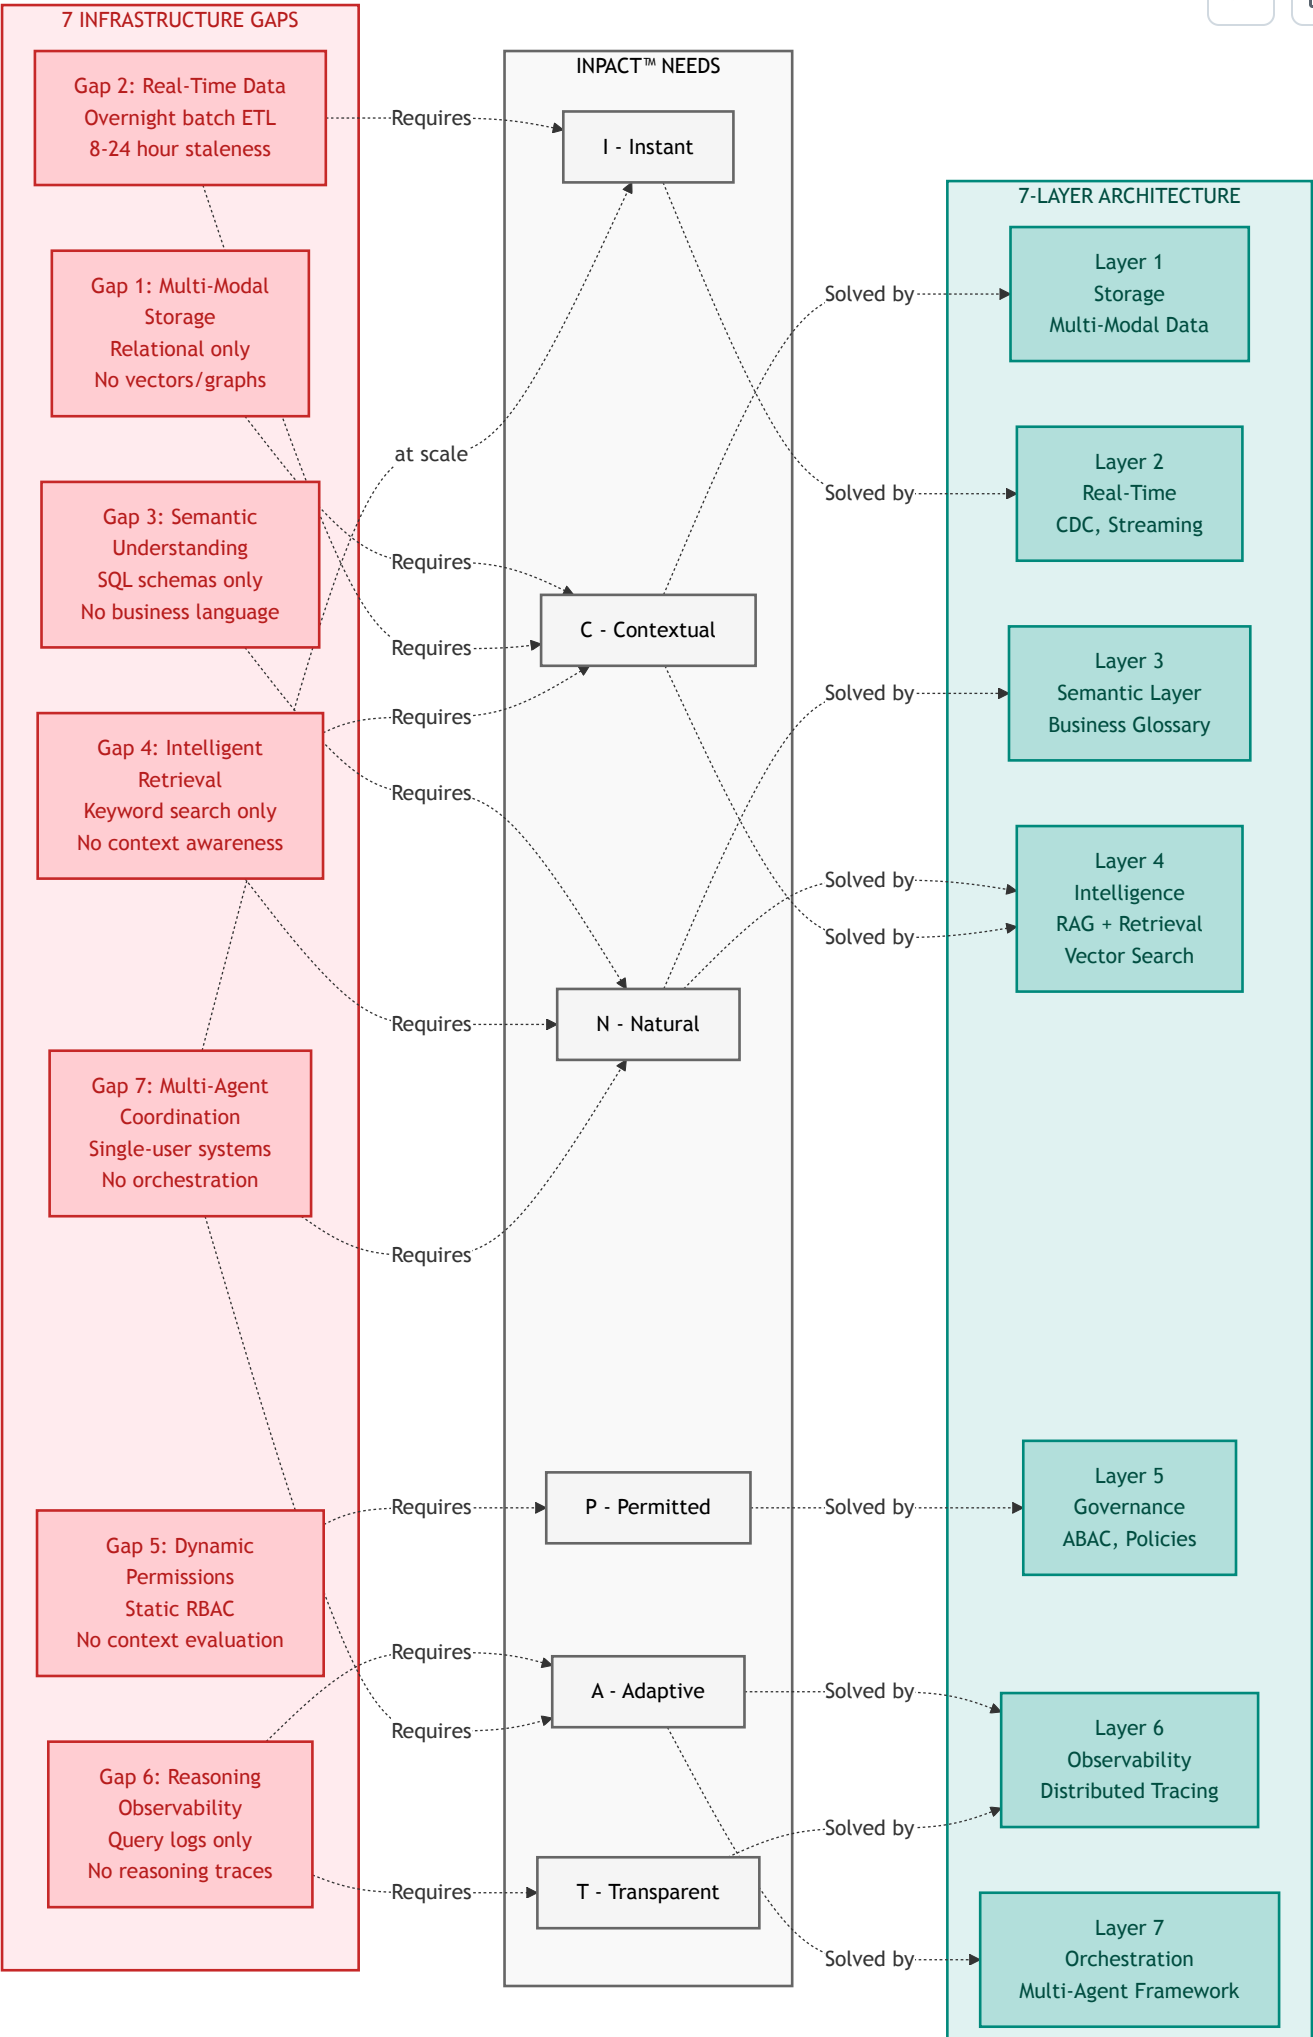 7 INFRASTRUCTURE GAPS
Gap 2: Real-Time Data
Overnight batch ETL
8-24 hour staleness
Gap 1: Multi-Modal
Storage
Relational only
No vectors/graphs
Gap 3: Semantic
Understanding
SQL schemas only
No business language
Gap 4: Intelligent
Retrieval
Keyword search only
No context awareness
Gap 7: Multi-Agent
Coordination
Single-user systems
No orchestration
Gap 5: Dynamic
Permissions
Static RBAC
No context evaluation
Gap 6: Reasoning
Observability
Query logs only
No reasoning traces
Requires
at scale
Requires
Requires
Requires
Requires
Requires
Requires
Requires
Requires
Requires
Requires
INPACT™ NEEDS
I - Instant
C - Contextual
N - Natural
P - Permitted
A - Adaptive
T - Transparent
Solved by
Solved by
Solved by
Solved by
Solved by
Solved by
Solved by
Solved by
Solved by
7-LAYER ARCHITECTURE
Layer 1
Storage
Multi-Modal Data
Layer 2
Real-Time
CDC, Streaming
Layer 3
Semantic Layer
Business Glossary
Layer 4
Intelligence
RAG + Retrieval
Vector Search
Layer 5
Governance
ABAC, Policies
Layer 6
Observability
Distributed Tracing
Layer 7
Orchestration
Multi-Agent Framework